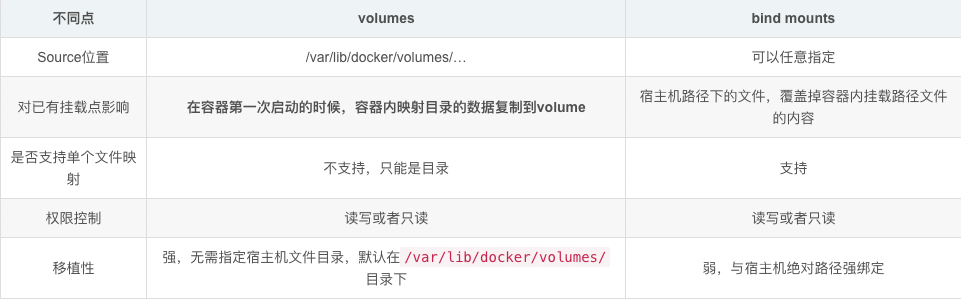 不同点 volumes bind mounts
Source位置 /var/lib/docker/volumes/… 可以任意指定
对已有挂载点影响 在容器第一次启动的时候，容器内映射目录的数据复制到volume 宿主机路径下的文件，覆盖掉容器内挂载路径文件
的内容
是否支持单个文件映
射 不支持，只能是目录 支持
权限控制 读写或者只读 读写或者只读
移植性 强，无需指定宿主机文件目录，默认在 /var/lib/docker/volumes/
目录下 弱，与宿主机绝对路径强绑定